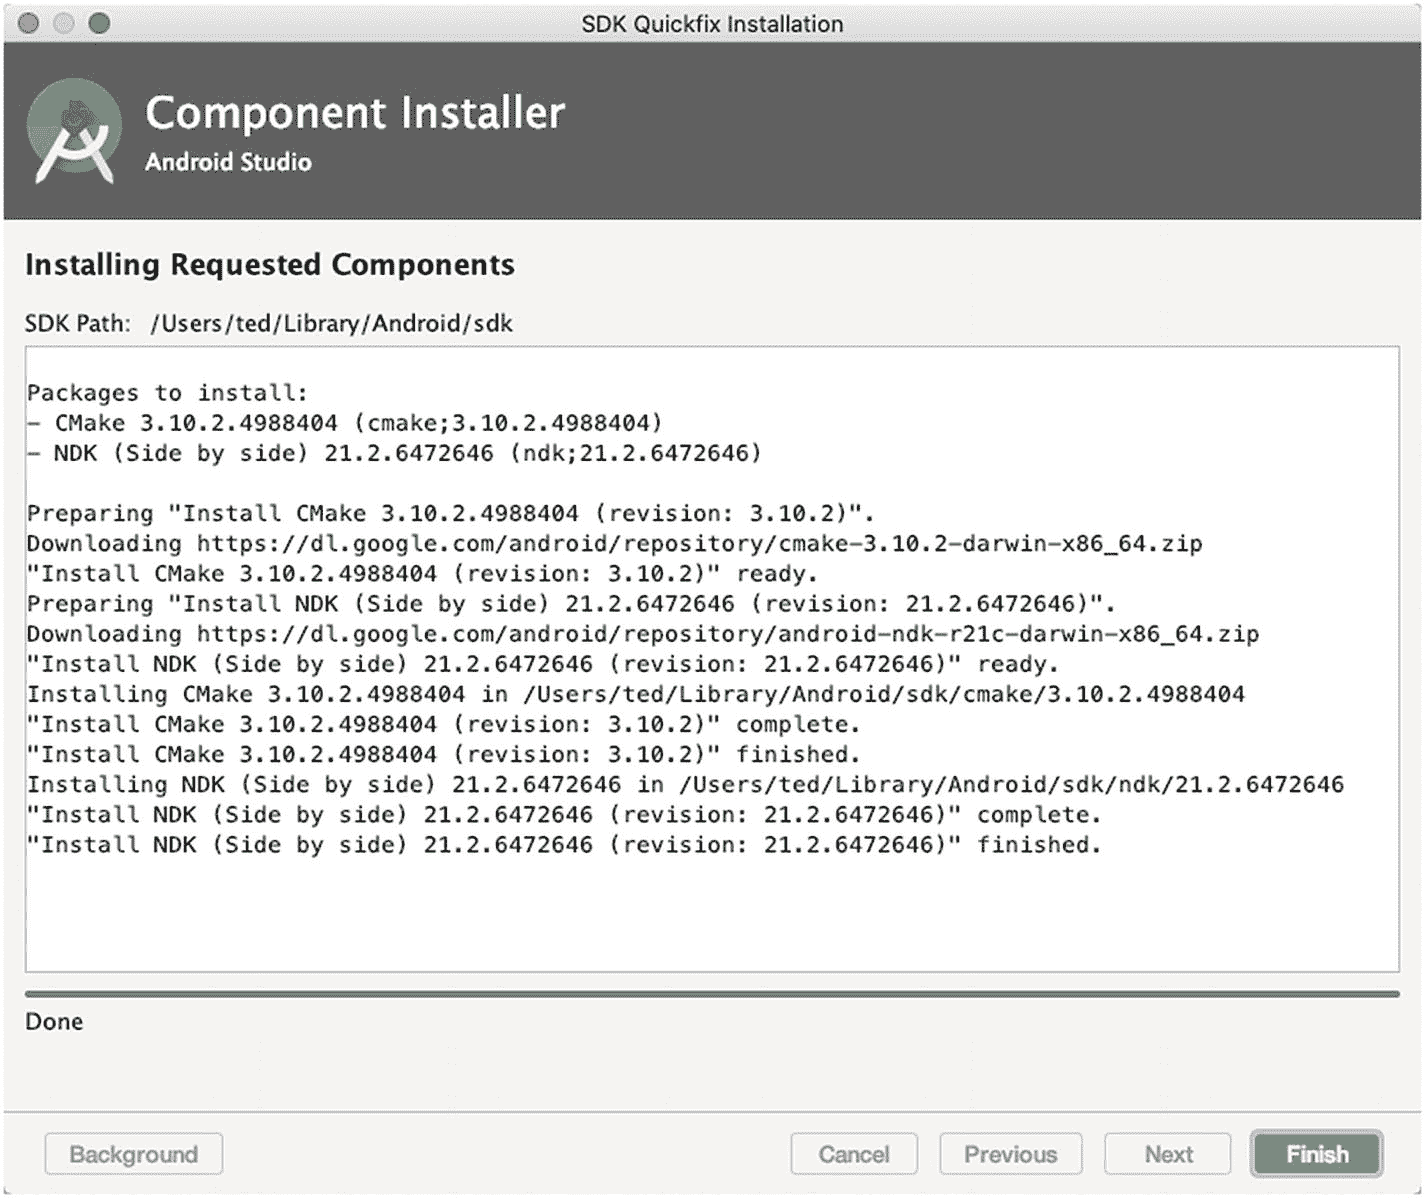 SDK Quickfix Installation
Component Installer
Android Studio
Installing Requested Components
SDK Path: /Users/ted/Library/Android/sdk
Packages to install:
- CMake 3.10.2.4988404 (cmake;3.10.2.4988404)
- NDK (Side by side) 21.2.6472646 (ndk;21.2.6472646)
Preparing "Install CMake 3.10.2.4988404 (revision: 3.10.2)".
Downloading https://dl.google.com/android/repository/cmake-3.10.2-darwin-x86_64.zip
"Install CMake 3.10.2.4988404 (revision: 3.10.2)" ready.
Preparing "Install NDK (Side by side) 21.2.6472646 (revision: 21.2.6472646)".
Downloading https://dl.google.com/android/repository/android-ndk-r21c-darwin-x86_64.zip
"Install NDK (Side by side) 21.2.6472646 (revision: 21.2.6472646)" ready.
Installing CMake 3.10.2.4988404 in /Users/ted/Library/Android/sdk/cmake/3.10.2.4988404
"Install CMake 3.10.2.4988404 (revision: 3.10.2)" complete.
"Install CMake 3.10.2.4988404 (revision: 3.10.2)" finished.
Installing NDK (Side by side) 21.2.6472646 in /Users/ted/Library/Android/sdk/ndk/21.2.6472646
"Install NDK (Side by side) 21.2.6472646 (revision: 21.2.6472646)" complete.
"Install NDK (Side by side) 21.2.6472646 (revision: 21.2.6472646)" finished.
Done
Background Cancel Previous Next Finish